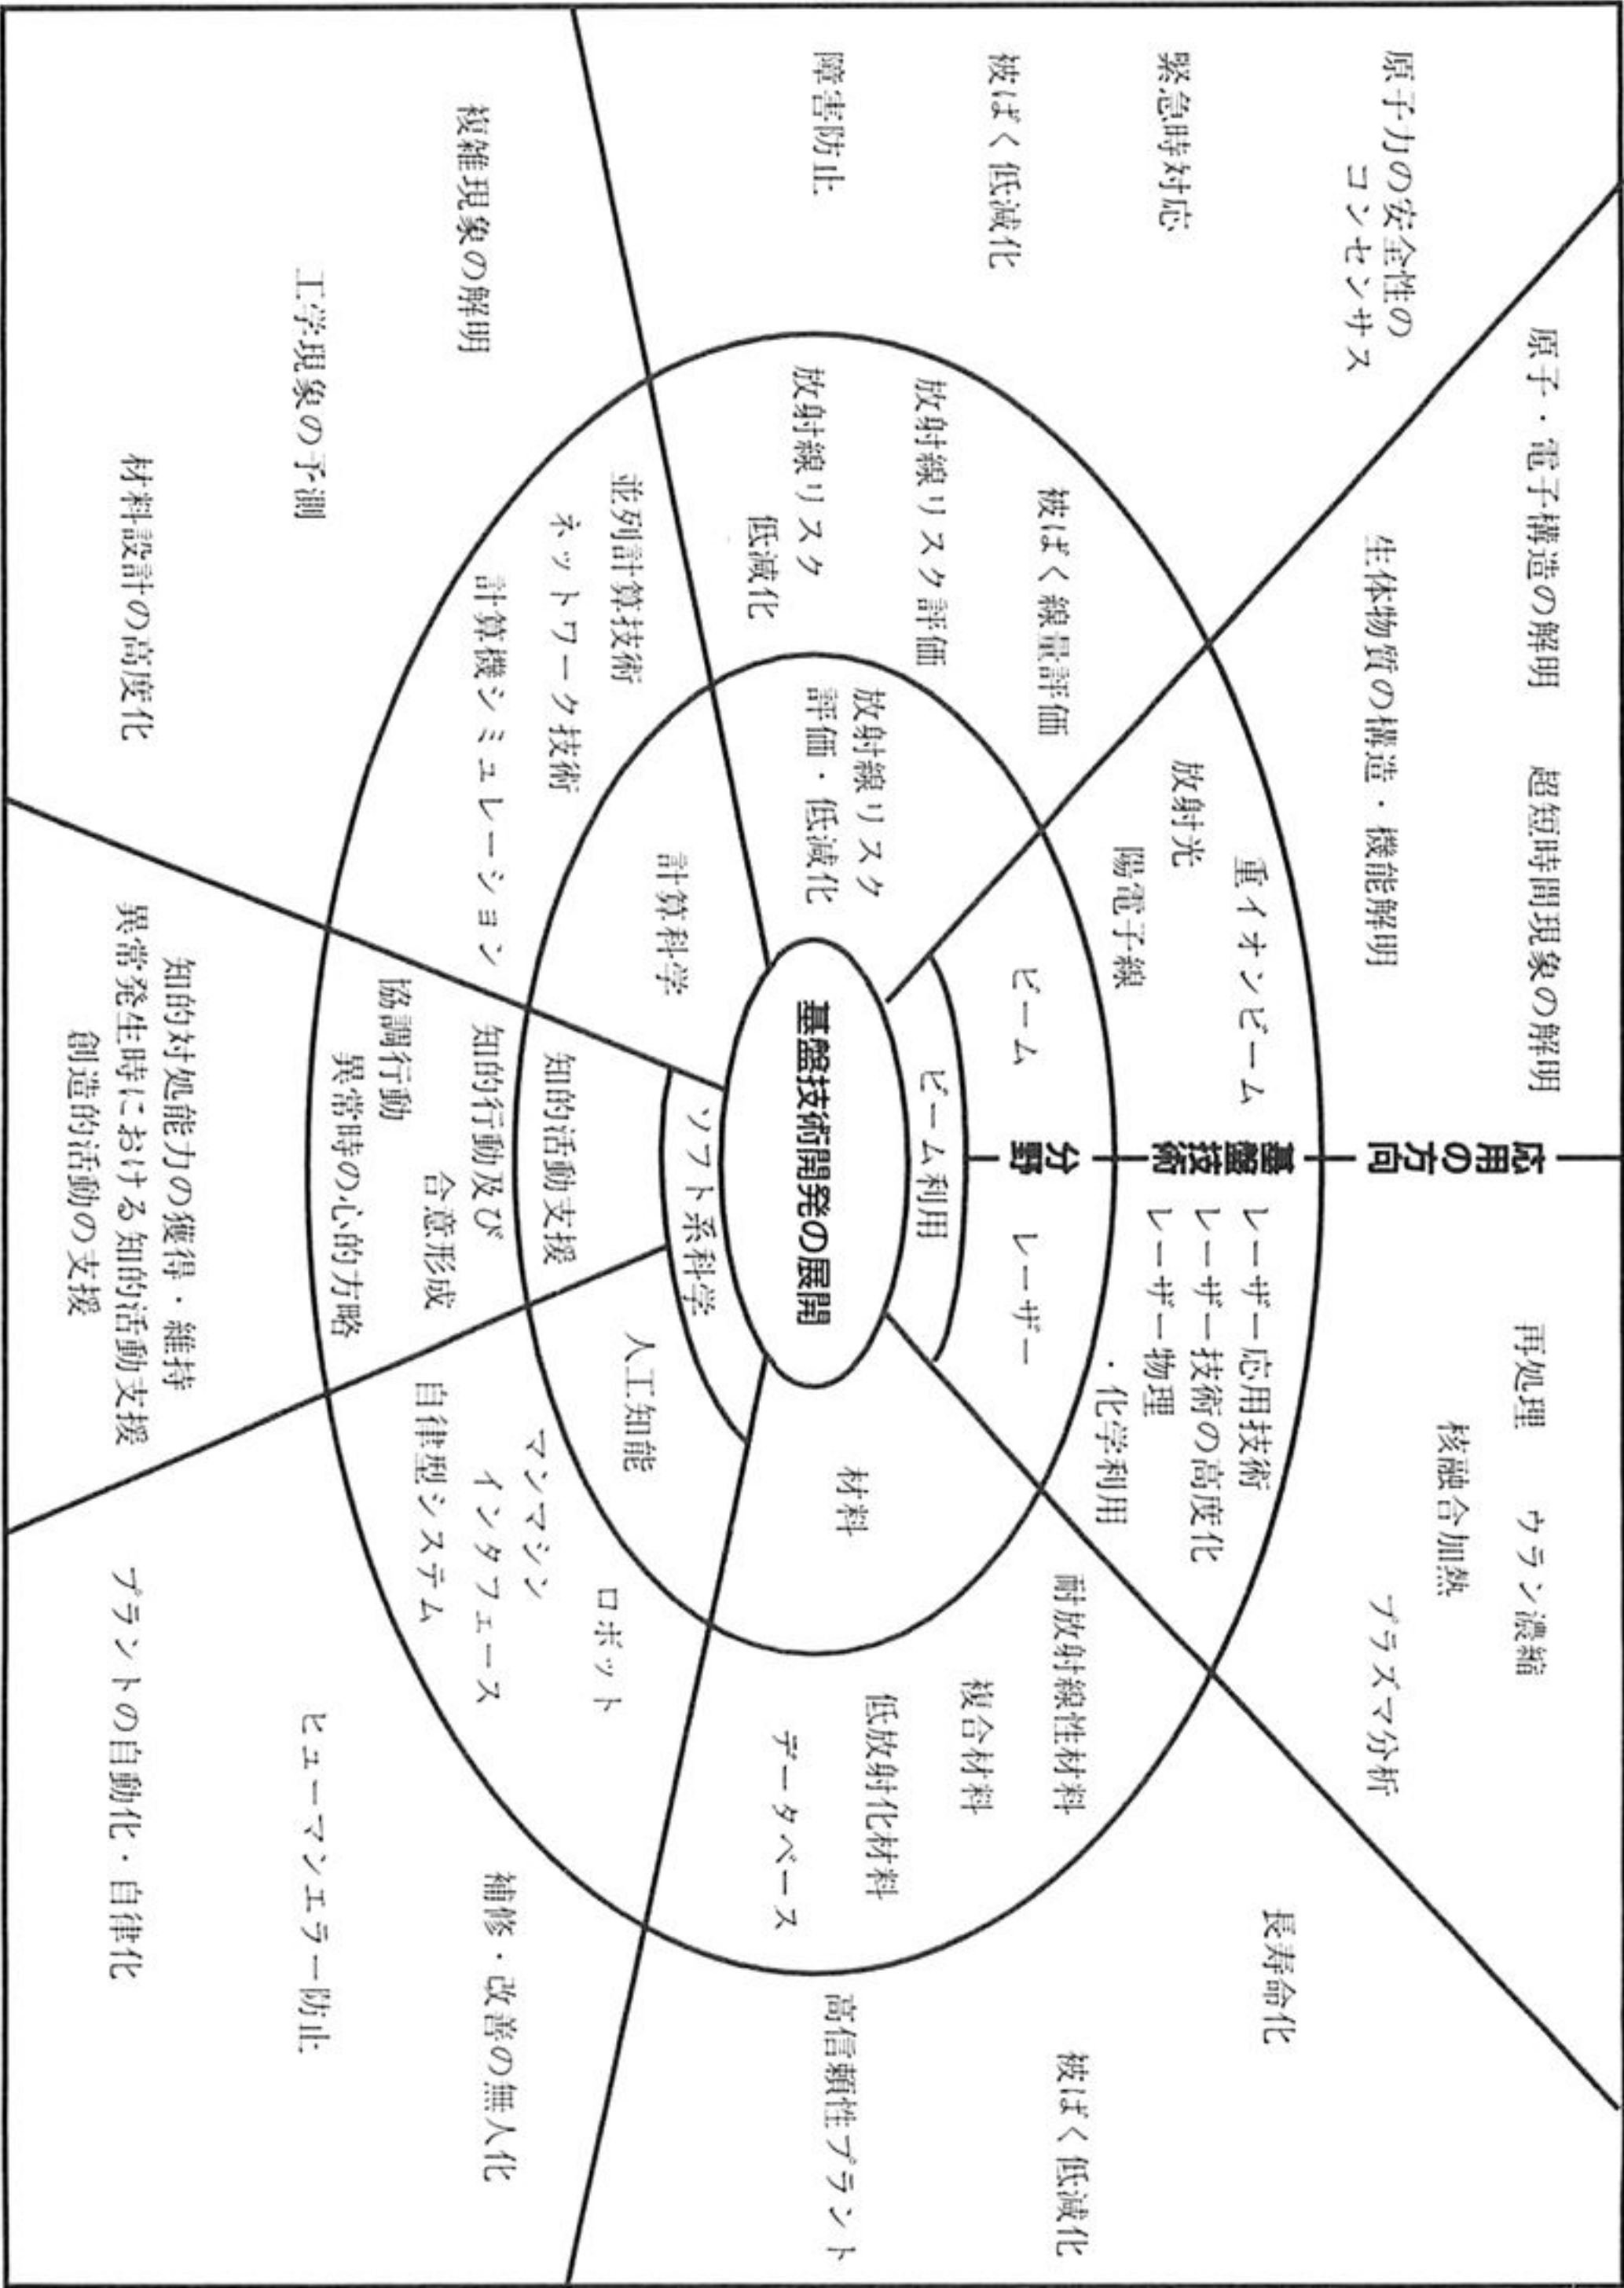 原子・電子構造の解明
超短時間現象の解明
生体物質の構造・機能解明
応用の方向
再処理
ウラン濃縮
核融合加熱
プラズマ分析
原子力の安全性の
コンセンサス
緊急時対応
被ばく低減化
障害防止
長寿命化
被ばく低減化
高信頼性プラント
重イオンビーム
放射光
陽電子線
基盤技術
レーザー応用技術
レーザー技術の高度化
レーザー物理
・化学利用
被ばく線量評価
放射線リスク評価
放射線リスク
低減化
耐放射線性材料
複合材料
低放射化材料
データベース
ビーム
分野
レーザー
ビーム利用
放射線リスク
評価・低減化
基盤技術開発の展開
材料
ソフト系科学
計算科学
人工知能
知的活動支援
並列計算技術
ネットワーク技術
計算機シミュレーション
知的行動及び
合意形成
協調行動
異常時の心的方略
ロボット
マンマシン
インタフェース
自律型システム
複雑現象の解明
工学現象の予測
材料設計の高度化
知的対処能力の獲得・維持
異常発生時における知的活動支援
創造的活動の支援
補修・改善の無人化
ヒューマンエラー防止
プラントの自動化・自律化